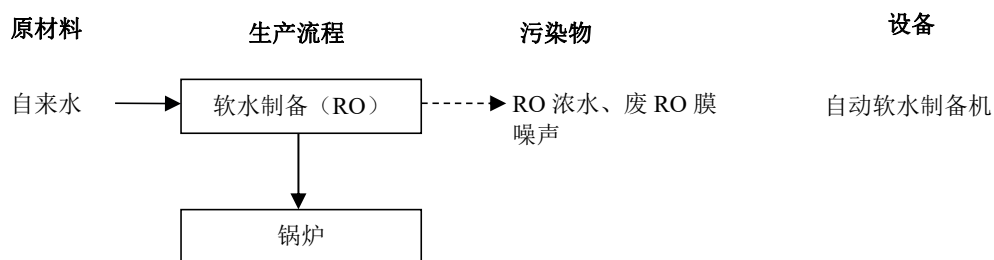 原材料 生产流程 污染物 设备
自来水 软水制备（RO） RO 浓水、废 RO 膜 自动软水制备机
噪声
锅炉